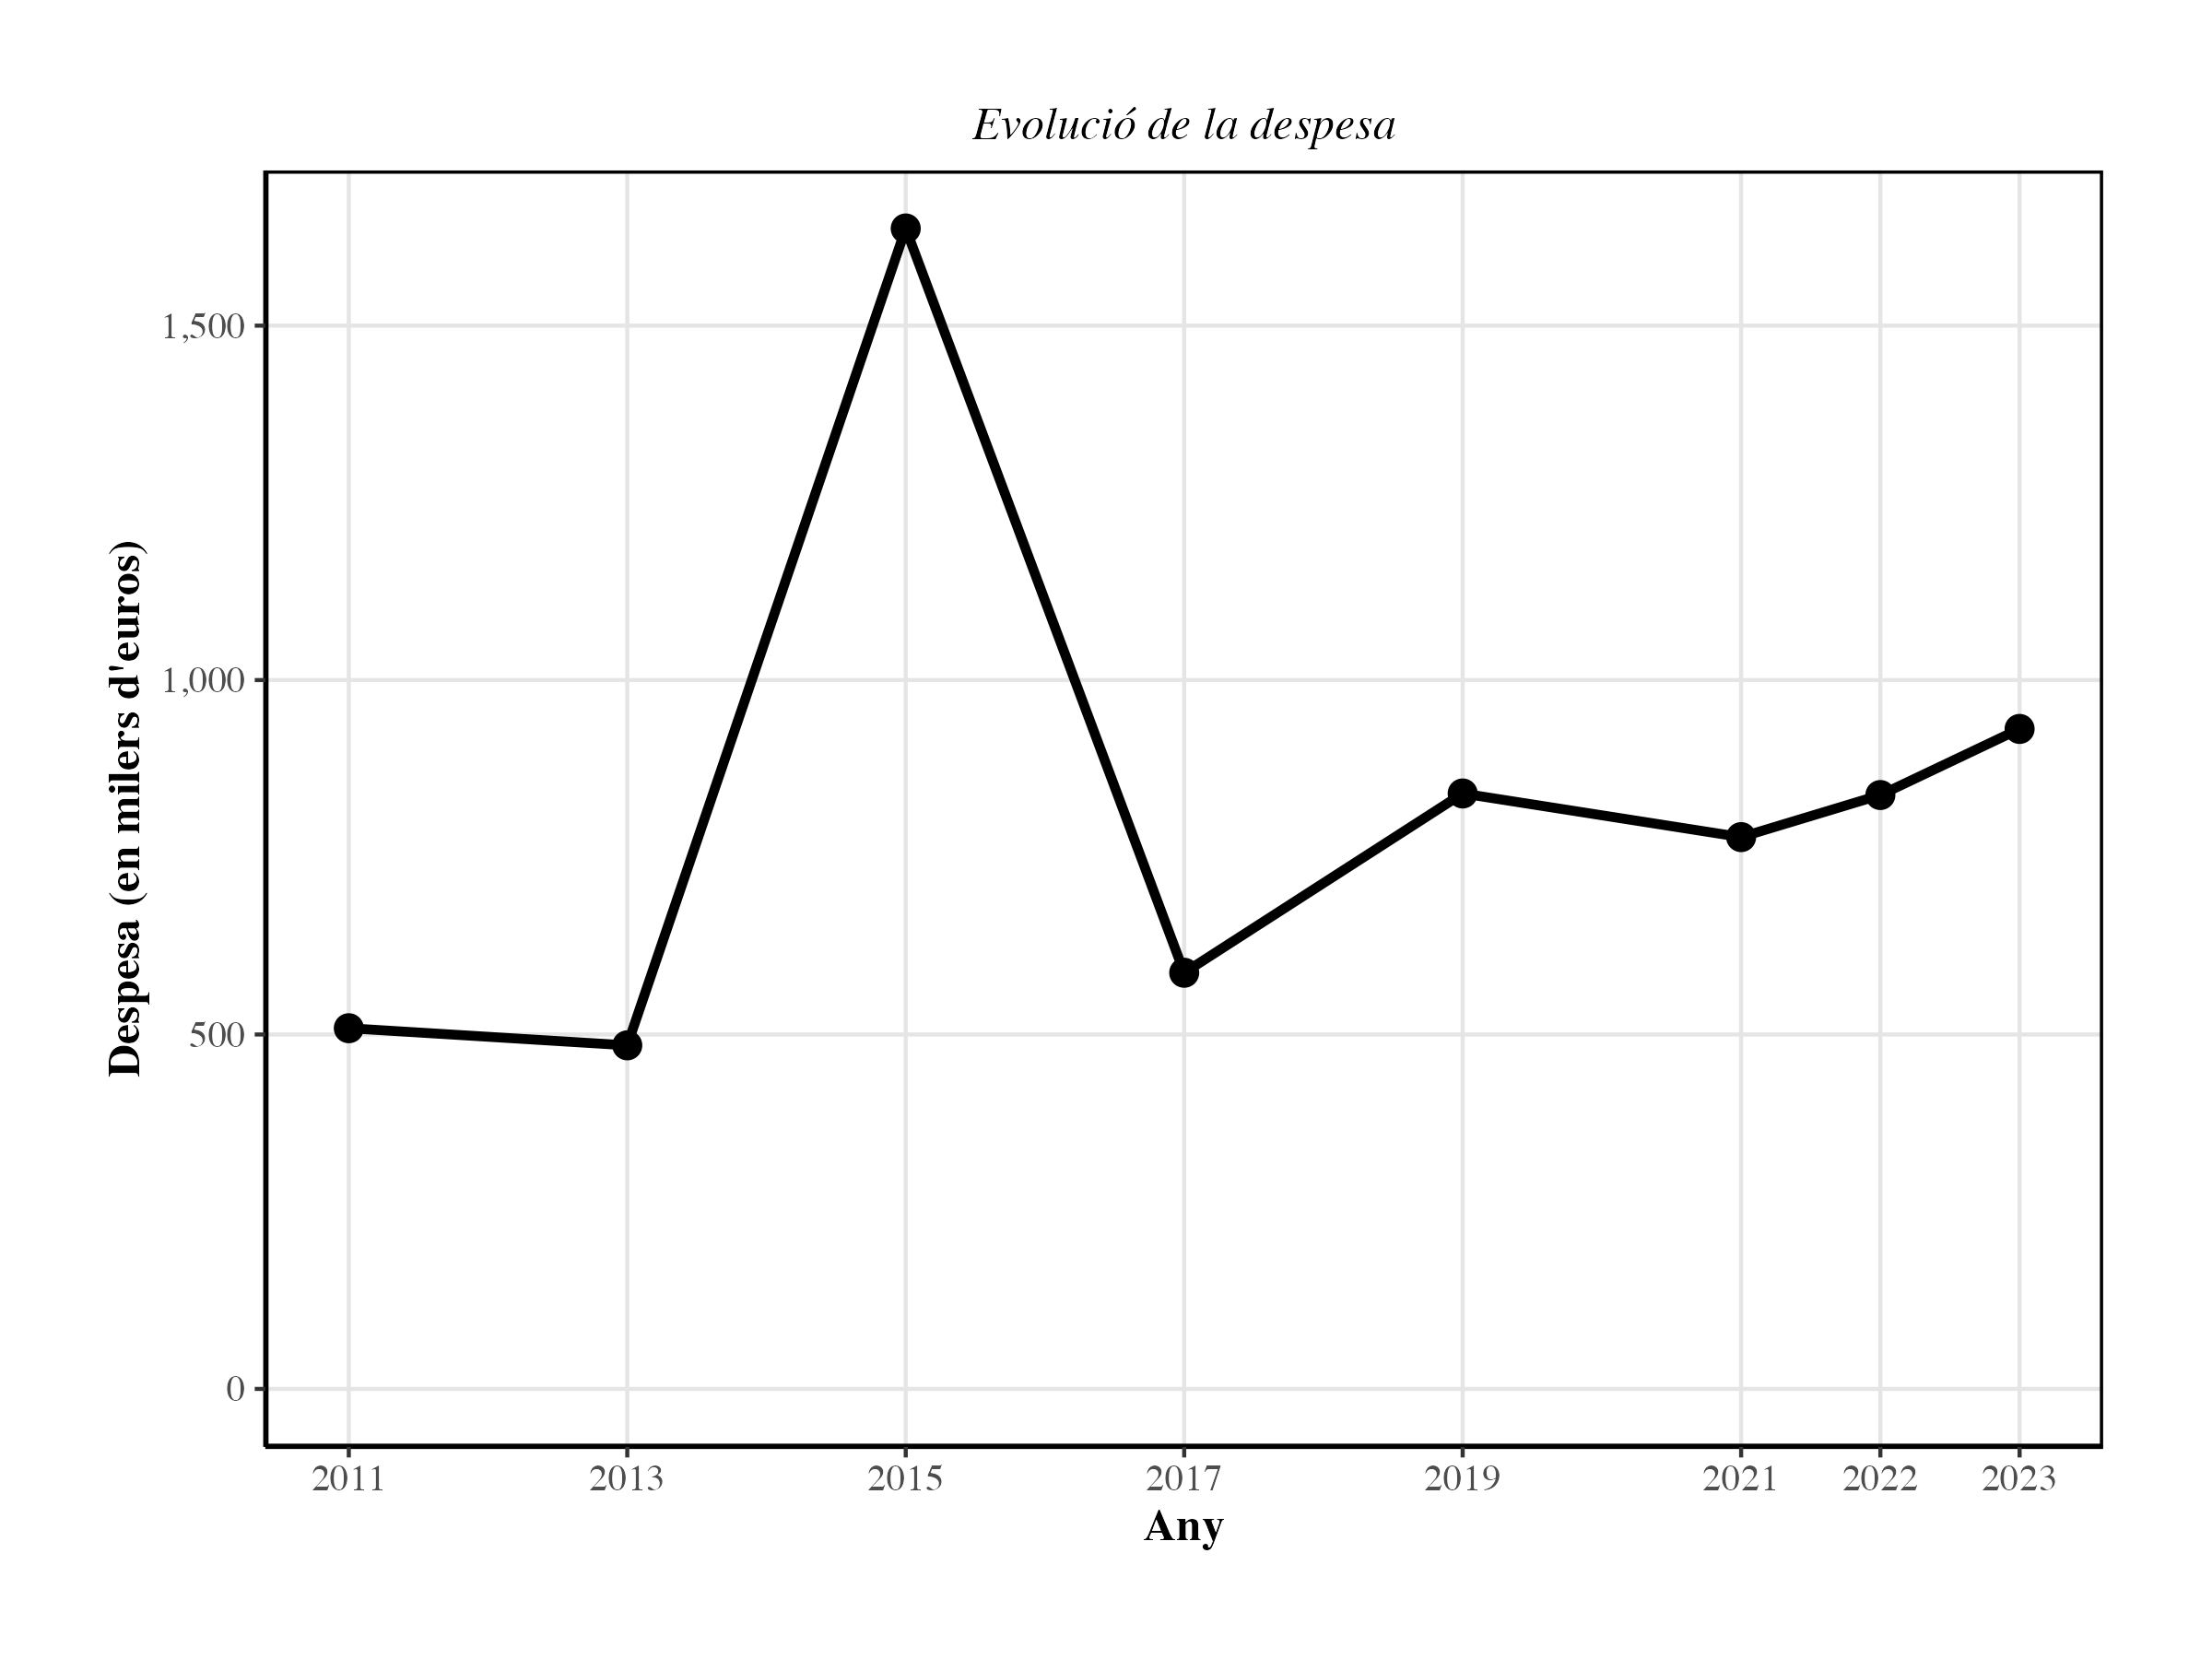 Evolució de la despesa
Despesa (en milers d'euros)
1,500
1,000
500
0
2011 2013 2015 2017 2019 2021 2022 2023
Any